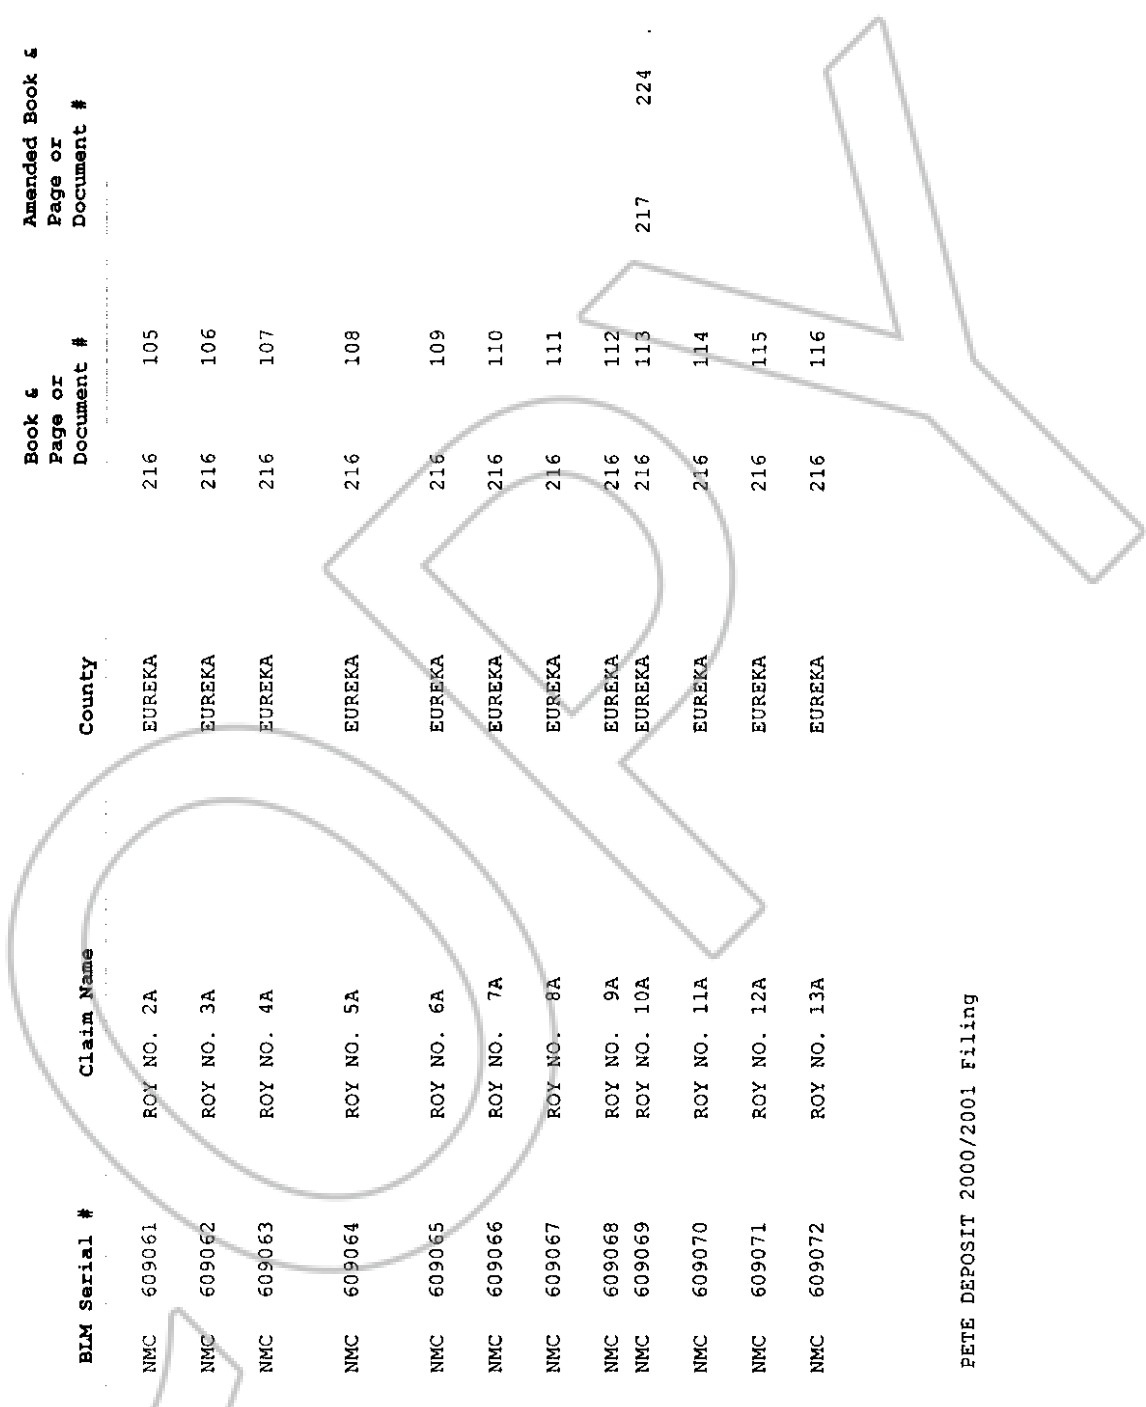 BLM Serial # Claim Name County Book & Page or Document # Amended Book & Page or Document #
NMC 609061 ROY NO. 2A EUREKA 216 105
NMC 609062 ROY NO. 3A EUREKA 216 106
NMC 609063 ROY NO. 4A EUREKA 216 107
NMC 609064 ROY NO. 5A EUREKA 216 108
NMC 609065 ROY NO. 6A EUREKA 216 109
NMC 609066 ROY NO. 7A EUREKA 216 110
NMC 609067 ROY NO. 8A EUREKA 216 111
NMC 609068 ROY NO. 9A EUREKA 216 112
NMC 609069 ROY NO. 10A EUREKA 216 113 217 224
NMC 609070 ROY NO. 11A EUREKA 216 114
NMC 609071 ROY NO. 12A EUREKA 216 115
NMC 609072 ROY NO. 13A EUREKA 216 116
PETE DEPOSIT 2000/2001 Filing
COPY